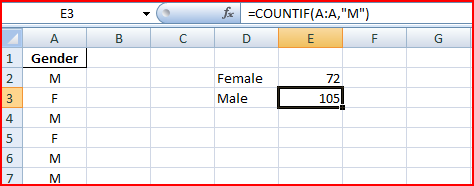 E3 fx =COUNTIF(A:A,"M")
A B C D E F G
1 Gender
2 M Female 72
3 F Male 105
4 M
5 F
6 M
7 M